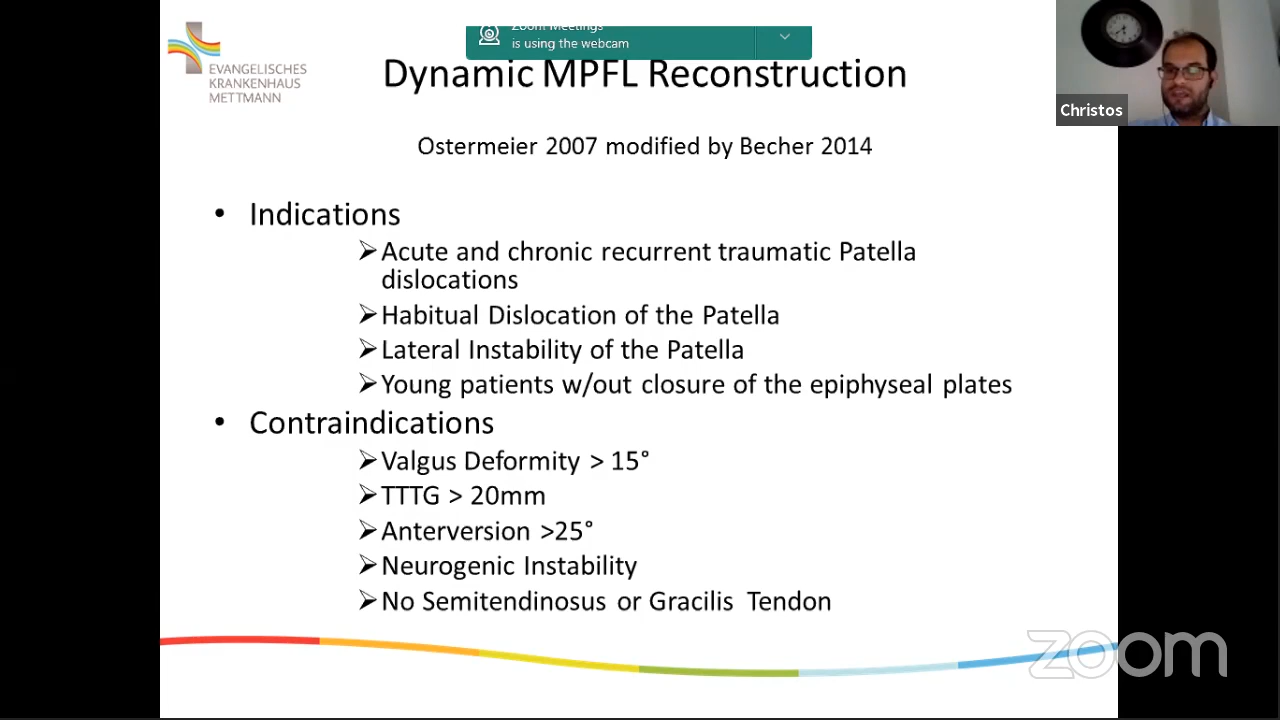 Zoom Meetings
is using the webcam
EVANGELISCHES
KRANKENHAUS
METTMANN
Dynamic MPFL Reconstruction
Christos
Ostermeier 2007 modified by Becher 2014
• Indications
➢Acute and chronic recurrent traumatic Patella
dislocations
➢Habitual Dislocation of the Patella
➢Lateral Instability of the Patella
➢Young patients w/out closure of the epiphyseal plates
• Contraindications
➢Valgus Deformity > 15°
➢TTTG > 20mm
➢Anterversion >25°
➢Neurogenic Instability
➢No Semitendinosus or Gracilis Tendon
zoom